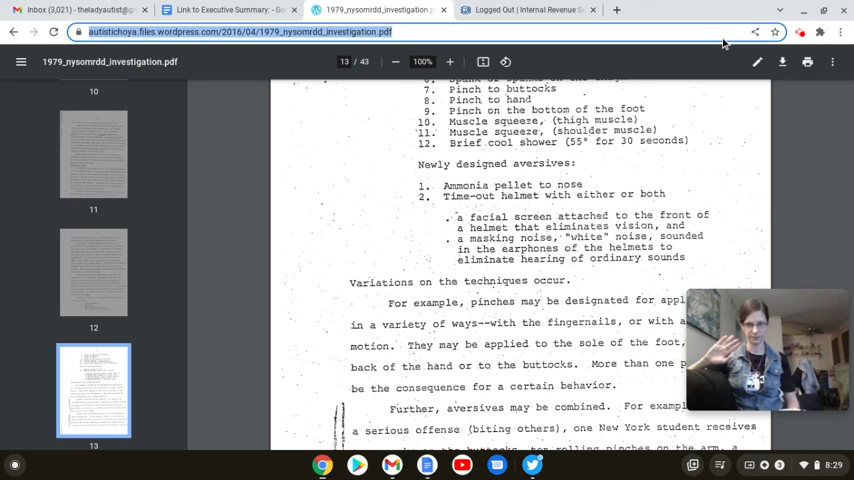 Inbox (3,021) - theladyautist@g
Link to Executive Summary: - Go
1979_nysomrdd_investigation.p
Logged Out | Internal Revenue S
autistichoya.files.wordpress.com/2016/04/1979_nysomrdd_investigation.pdf
1979_nysomrdd_investigation.pdf
13 / 43
100%
10
11
12
13
7. Pinch to buttocks
8. Pinch to hand
9. Pinch on the bottom of the foot
10. Muscle squeeze, (thigh muscle)
11. Muscle squeeze, (shoulder muscle)
12. Brief cool shower (55° for 30 seconds)
Newly designed aversives:
1. Ammonia pellet to nose
2. Time-out helmet with either or both
. a facial screen attached to the front of
a helmet that eliminates vision, and
. a masking noise, "white" noise, sounded
in the earphones of the helmets to
eliminate hearing of ordinary sounds
Variations on the techniques occur.
For example, pinches may be designated for appl
in a variety of ways--with the fingernails, or with a
motion. They may be applied to the sole of the foot,
back of the hand or to the buttocks. More than one p
be the consequence for a certain behavior.
Further, aversives may be combined. For exampl
a serious offense (biting others), one New York student receives
8:29